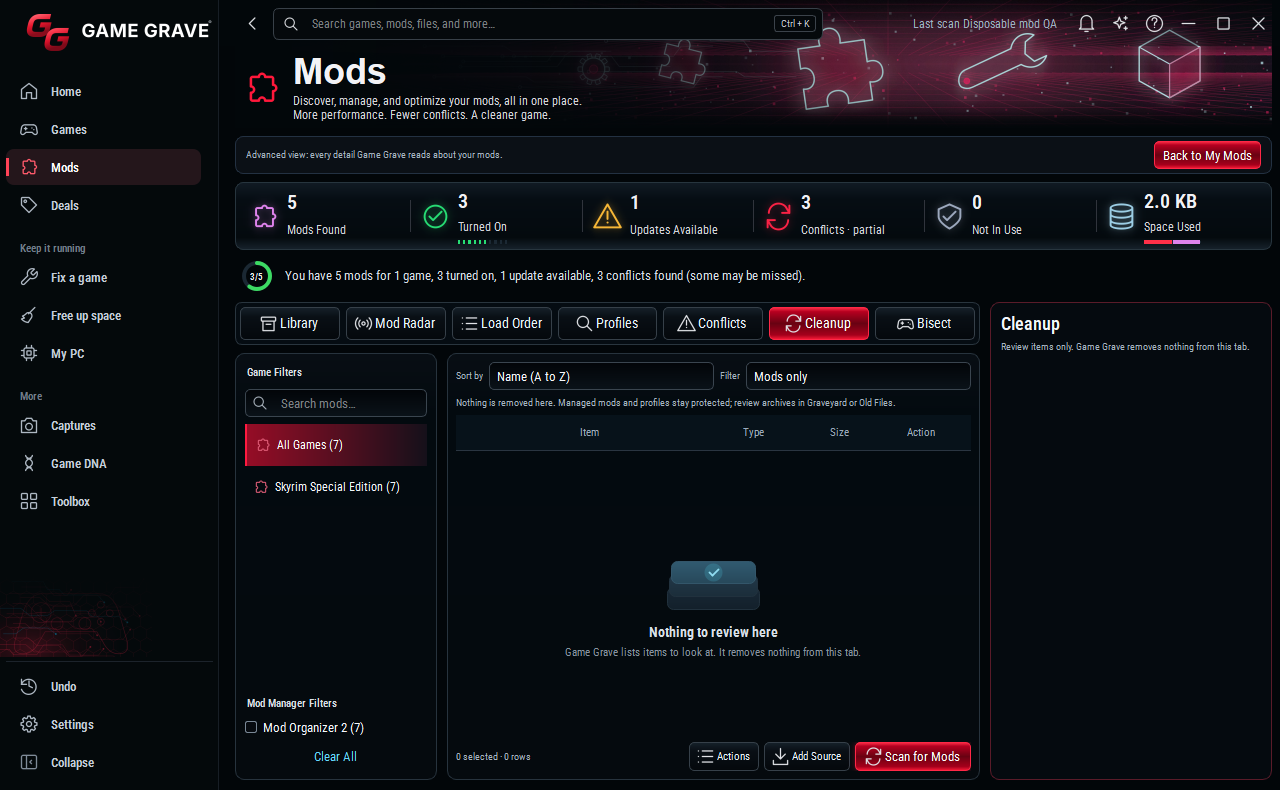 GAME GRAVE
Search games, mods, files, and more...
Ctrl + K
Last scan Disposable mbd QA
Home
Games
Mods
Deals
Keep it running
Fix a game
Free up space
My PC
More
Captures
Game DNA
Toolbox
Undo
Settings
Collapse
Mods
Discover, manage, and optimize your mods, all in one place.
More performance. Fewer conflicts. A cleaner game.
Advanced view: every detail Game Grave reads about your mods.
Back to My Mods
5
Mods Found
3
Turned On
1
Updates Available
3
Conflicts · partial
0
Not In Use
2.0 KB
Space Used
3/5
You have 5 mods for 1 game, 3 turned on, 1 update available, 3 conflicts found (some may be missed).
Library
Mod Radar
Load Order
Profiles
Conflicts
Cleanup
Bisect
Game Filters
Search mods...
All Games (7)
Skyrim Special Edition (7)
Mod Manager Filters
Mod Organizer 2 (7)
Clear All
Sort by
Name (A to Z)
Filter
Mods only
Nothing is removed here. Managed mods and profiles stay protected; review archives in Graveyard or Old Files.
Item
Type
Size
Action
Nothing to review here
Game Grave lists items to look at. It removes nothing from this tab.
0 selected · 0 rows
Actions
Add Source
Scan for Mods
Cleanup
Review items only. Game Grave removes nothing from this tab.